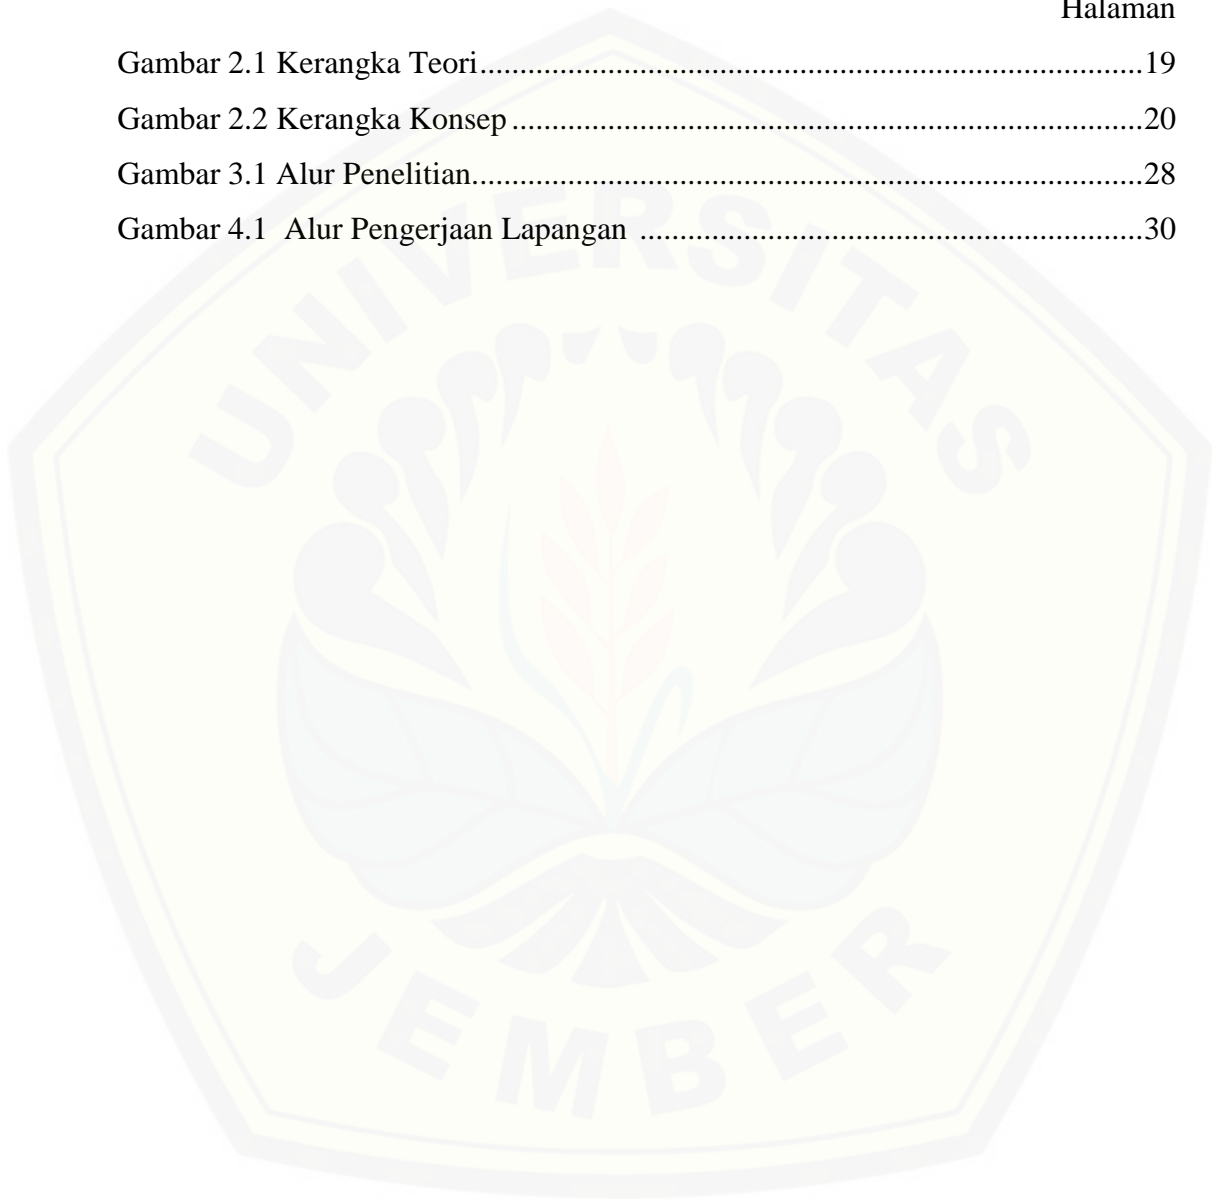 Halaman
Gambar 2.1 Kerangka Teori...................................................................................19
Gambar 2.2 Kerangka Konsep ...............................................................................20
Gambar 3.1 Alur Penelitian....................................................................................28
Gambar 4.1  Alur Pengerjaan Lapangan ...............................................................30
UNIVERSITAS
JEMBER